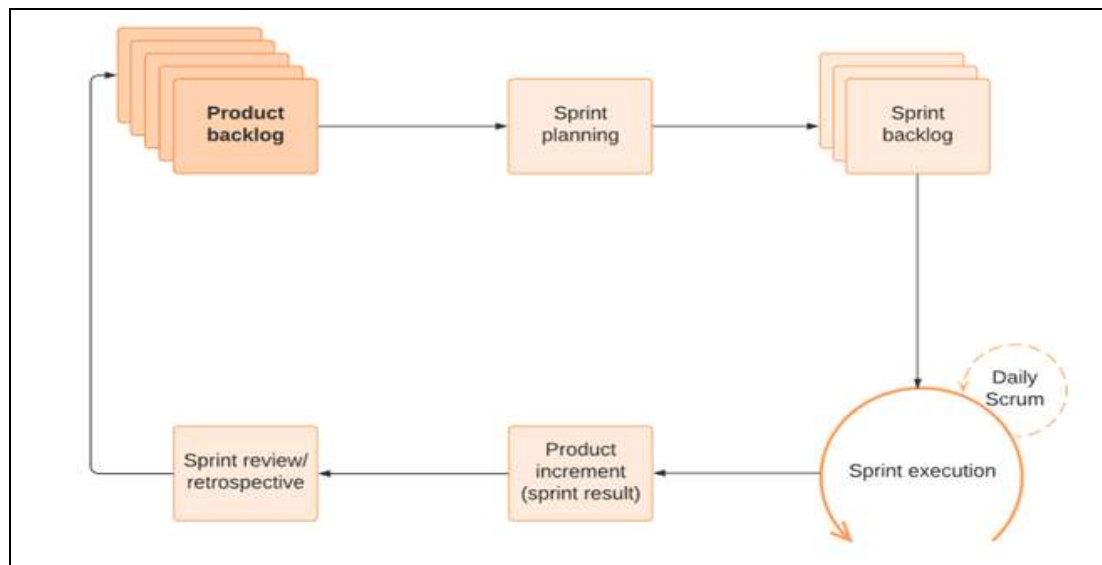 Product
backlog
Sprint
planning
Sprint
backlog
Daily
Scrum
Sprint execution
Product
increment
(sprint result)
Sprint review/
retrospective